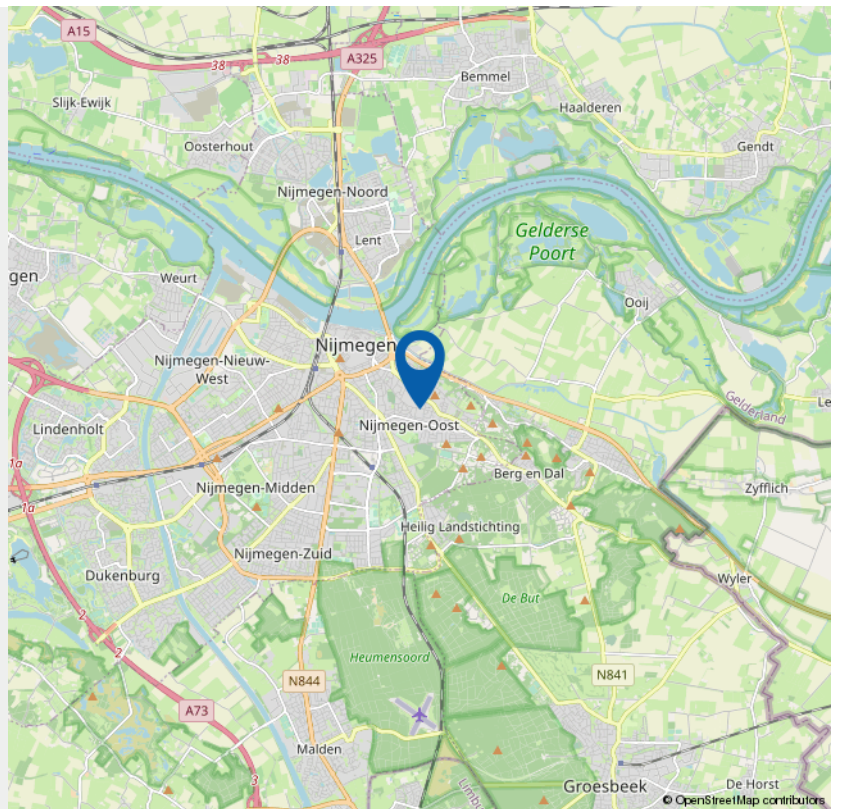 A15
38
38
A325
Bemmel
Slijk-Ewijk
Haalderen
Oosterhout
Gendt
Nijmegen-Noord
Lent
Gelderse
Poort
gen
Weurt
Ooij
Nijmegen
Nijmegen-Nieuw-
West
Gelderland
Le
Lindenholt
Nijmegen-Oost
1a
Berg en Dal
Nijmegen-Midden
Zyfflich
1a
Heilig Landstichting
Nijmegen-Zuid
Dukenburg
De But
Wyler
2
2
Heumensoord
N844
N841
A73
Malden
3
Limbu
Groesbeek
De Horst
© OpenStreetMap contributors